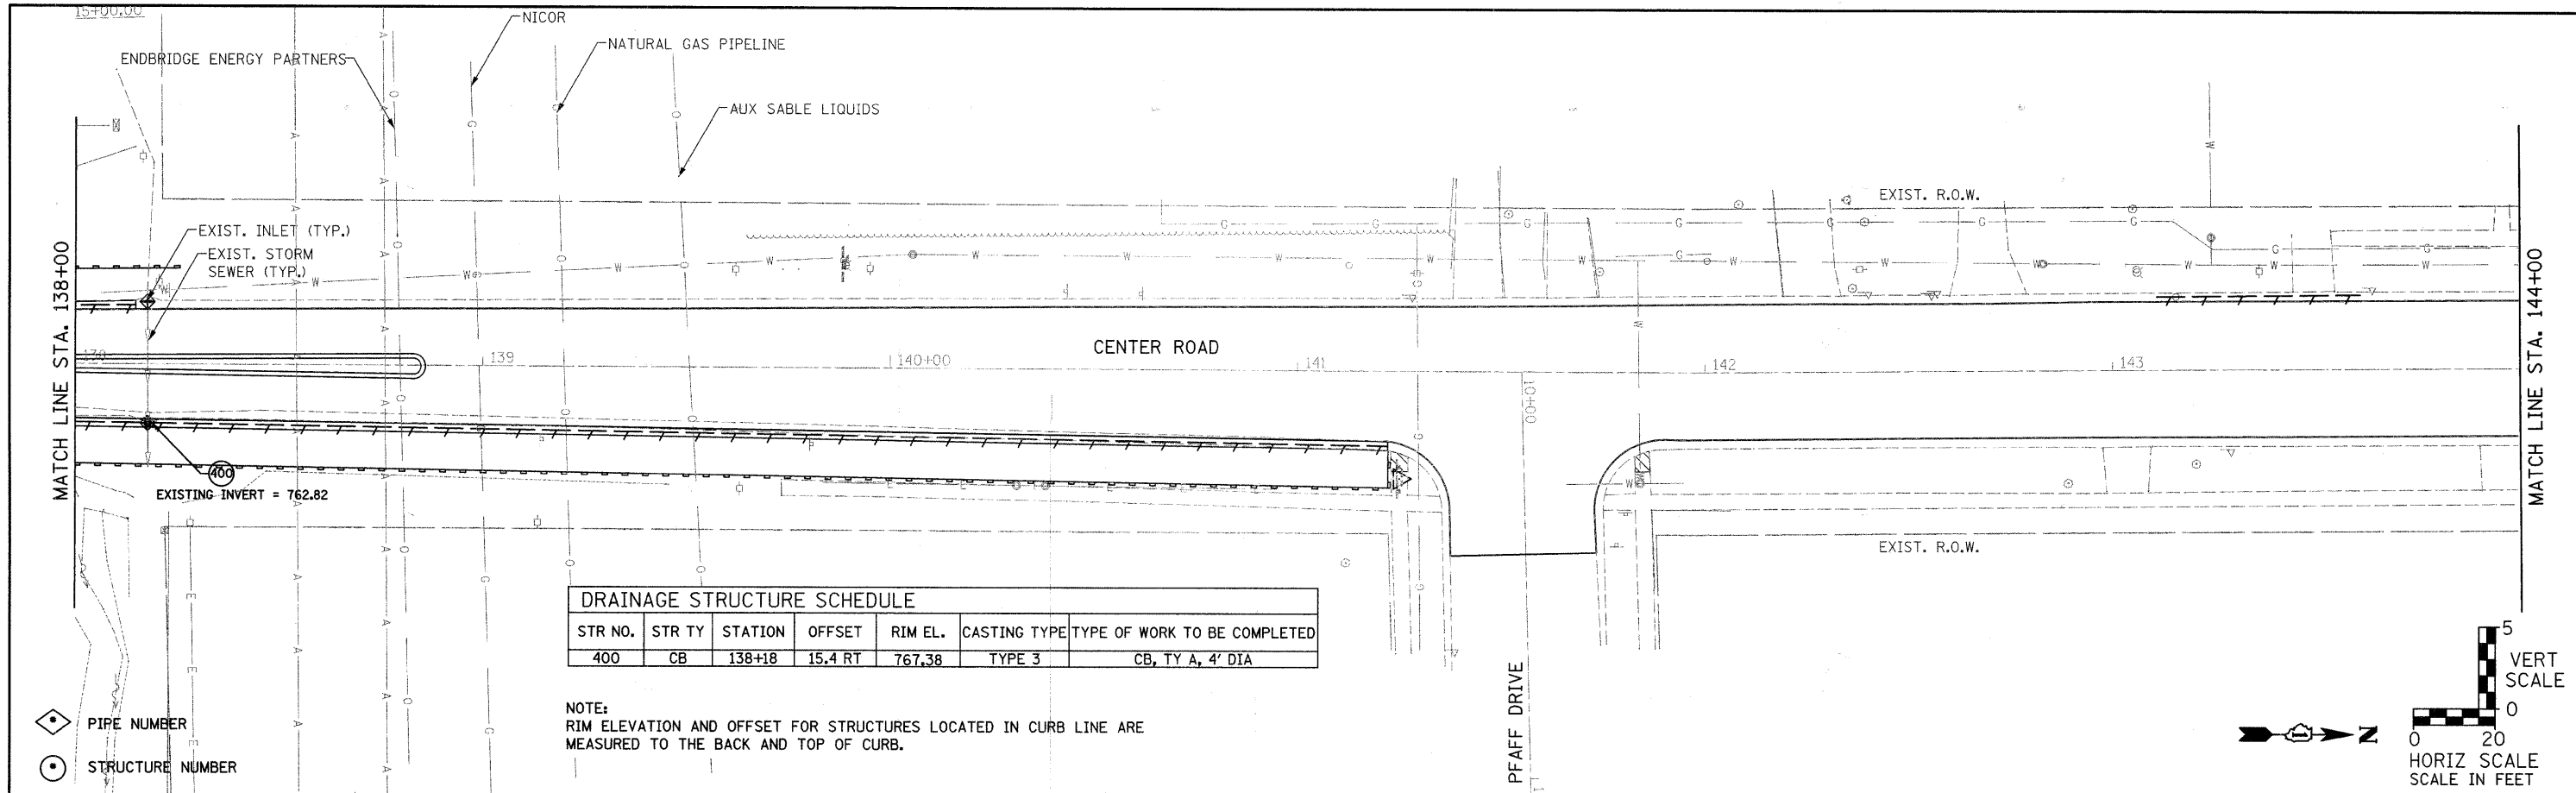 15+00.00
NICOR
NATURAL GAS PIPELINE
ENDBRIDGE ENERGY PARTNERS
AUX SABLE LIQUIDS
EXIST. R.O.W.
EXIST. INLET (TYP.)
EXIST. STORM
SEWER (TYP.)
MATCH LINE STA. 138+00
MATCH LINE STA. 144+00
CENTER ROAD
139
140+00
141
142
143
10+00
400
EXISTING INVERT = 762.82
EXIST. R.O.W.
DRAINAGE STRUCTURE SCHEDULE
STR NO. STR TY STATION OFFSET RIM EL. CASTING TYPE TYPE OF WORK TO BE COMPLETED
400 CB 138+18 15.4 RT 767.38 TYPE 3 CB, TY A, 4' DIA
NOTE:
RIM ELEVATION AND OFFSET FOR STRUCTURES LOCATED IN CURB LINE ARE
MEASURED TO THE BACK AND TOP OF CURB.
PIPE NUMBER
STRUCTURE NUMBER
PFAFF DRIVE
N
5
VERT
SCALE
0
0 20
HORIZ SCALE
SCALE IN FEET